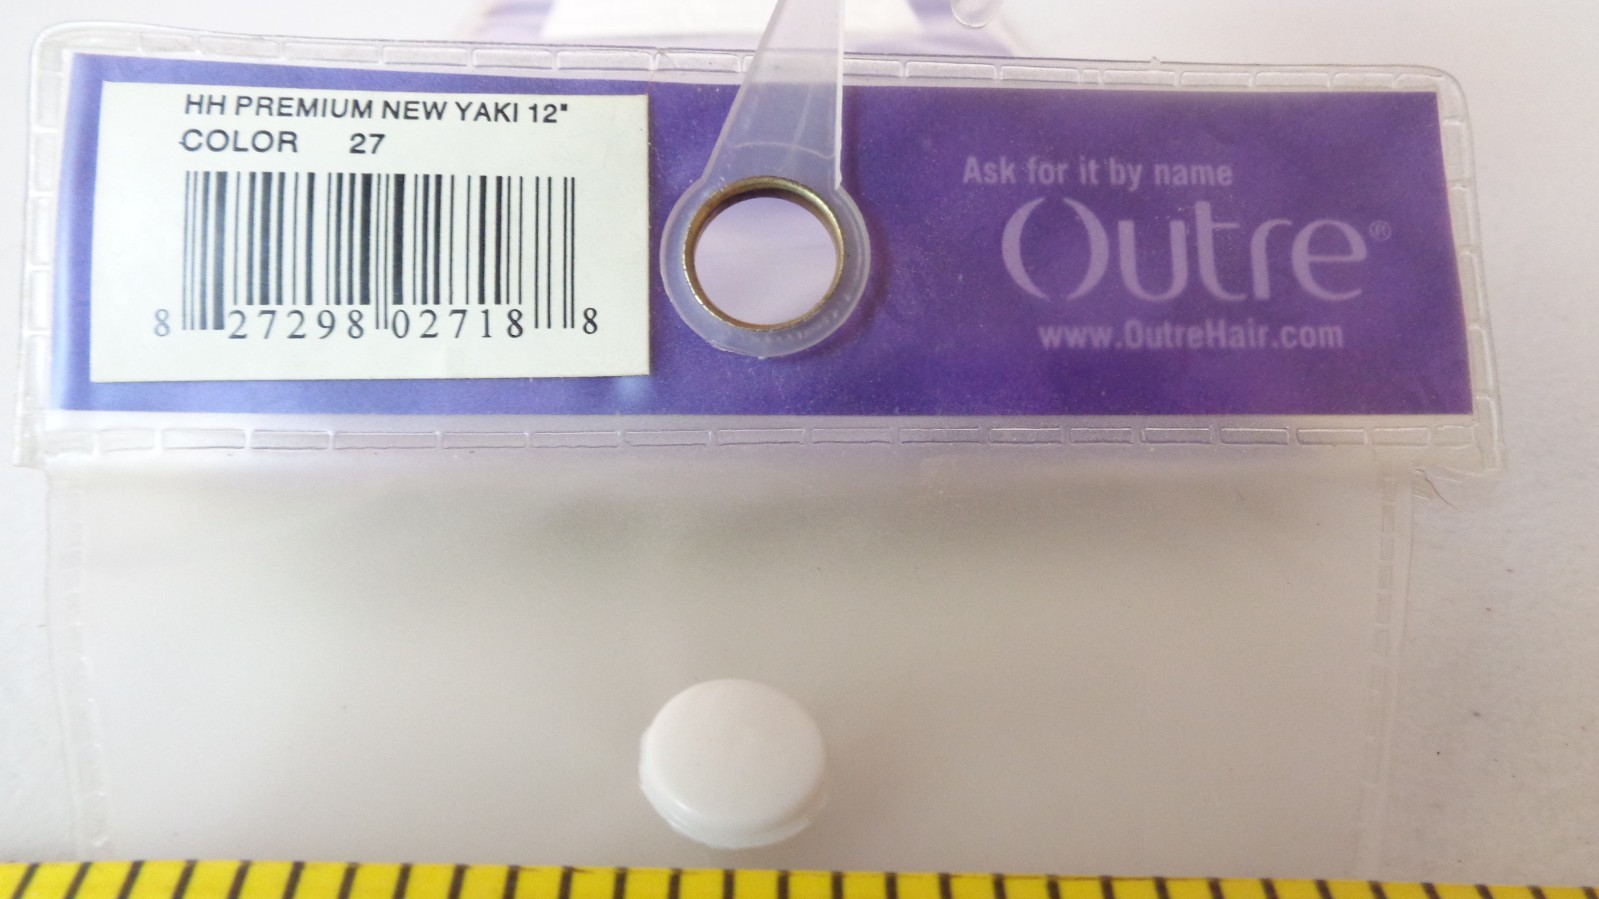 HH PREMIUM NEW YAKI 12"
COLOR 27
8 27298 02718 8
Ask for it by name
Outre®
www.OutreHair.com